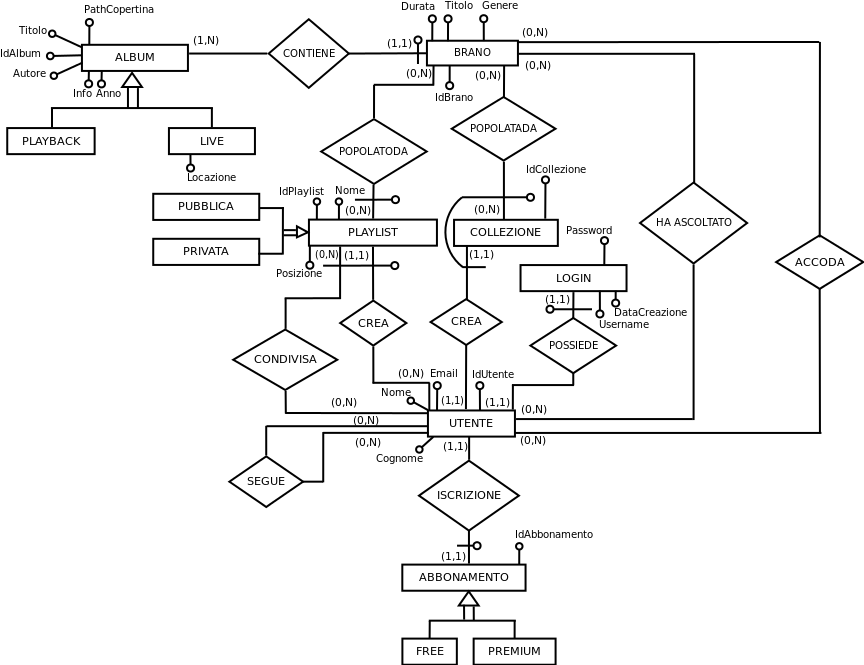 Durata Titolo Genere
PathCopertina
Titolo
(0,N)
(1,N)
(1,1)
IdAlbum
ALBUM
CONTIENE
BRANO
(0,N)
Autore
(0,N)
(0,N)
Info Anno
IdBrano
POPOLATADA
PLAYBACK
LIVE
POPOLATODA
IdCollezione
Locazione
IdPlaylist
Nome
PUBBLICA
(0,N)
(0,N)
HA ASCOLTATO
PLAYLIST
COLLEZIONE
Password
PRIVATA
(0,N)
(1,1)
(1,1)
ACCODA
Posizione
LOGIN
(1,1)
DataCreazione
CREA
CREA
Username
POSSIEDE
CONDIVISA
(0,N)
Email
IdUtente
Nome
(0,N)
(1,1)
(1,1)
(0,N)
(0,N)
UTENTE
(0,N)
(1,1)
(0,N)
Cognome
SEGUE
ISCRIZIONE
IdAbbonamento
(1,1)
ABBONAMENTO
FREE
PREMIUM